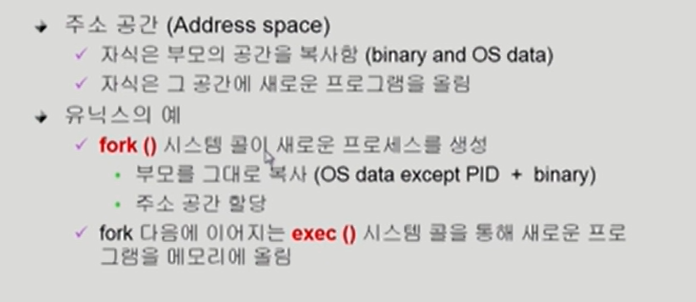 주소 공간 (Address space)
자식은 부모의 공간을 복사함 (binary and OS data)
자식은 그 공간에 새로운 프로그램을 올림
유닉스의 예
fork () 시스템 콜이 새로운 프로세스를 생성
부모를 그대로 복사 (OS data except PID + binary)
주소 공간 할당
fork 다음에 이어지는 exec () 시스템 콜을 통해 새로운 프로
그램을 메모리에 올림